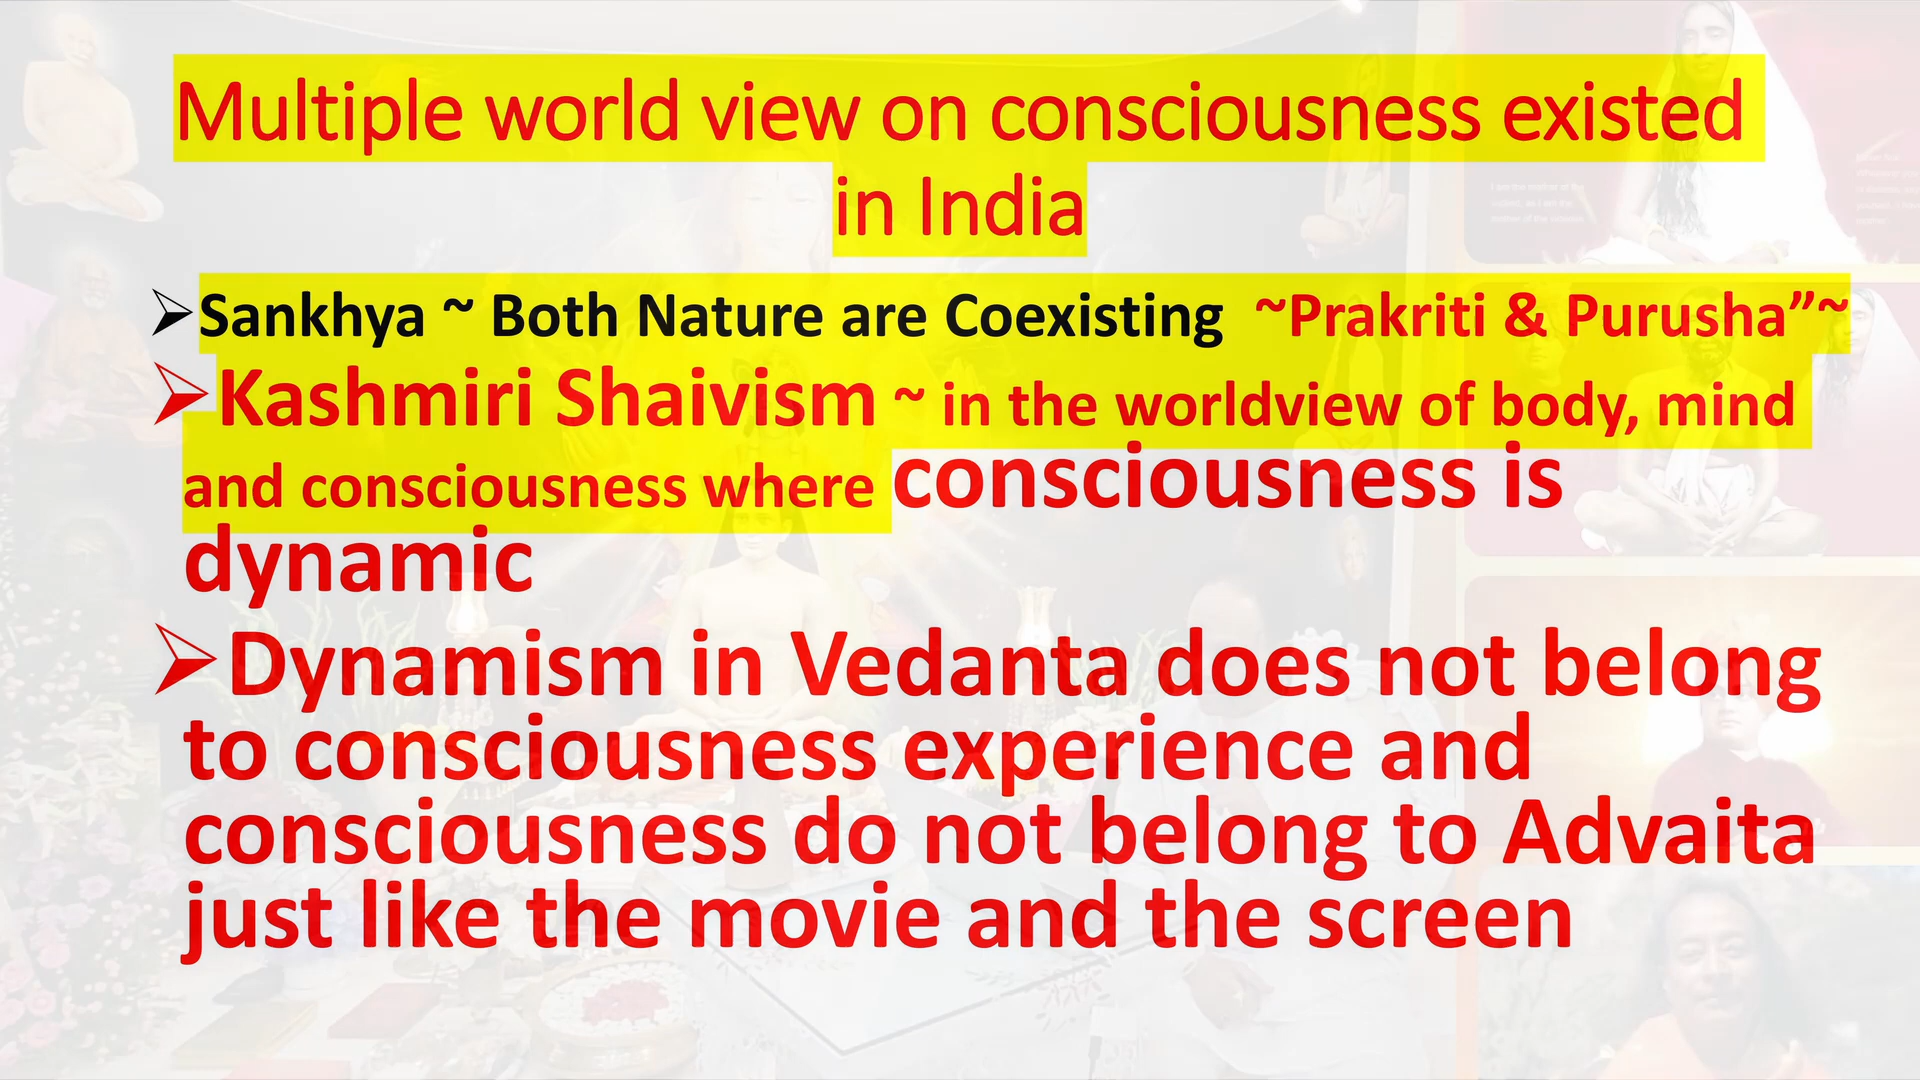 Multiple world view on consciousness existed
in India
Sankhya ~ Both Nature are Coexisting ~Prakriti & Purusha”~
Kashmiri Shaivism ~ in the worldview of body, mind
and consciousness where consciousness is
dynamic
Dynamism in Vedanta does not belong
to consciousness experience and
consciousness do not belong to Advaita
just like the movie and the screen